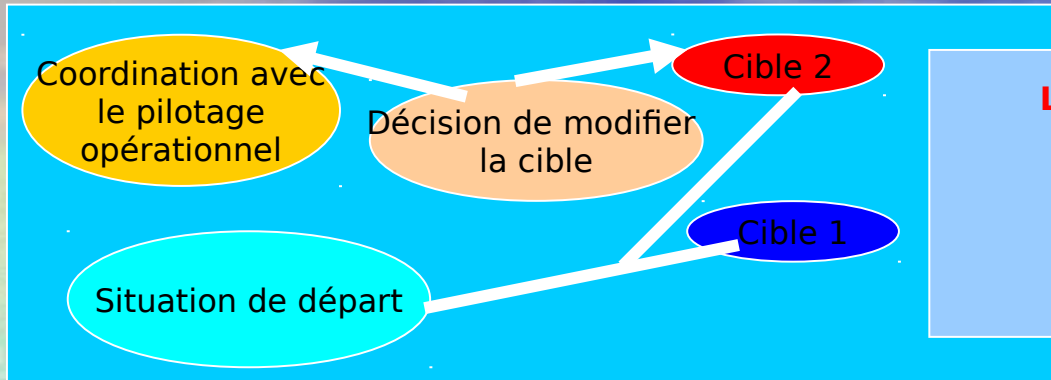 Coordination avec
le pilotage
opérationnel
Décision de modifier
la cible
Cible 2
Cible 1
Situation de départ